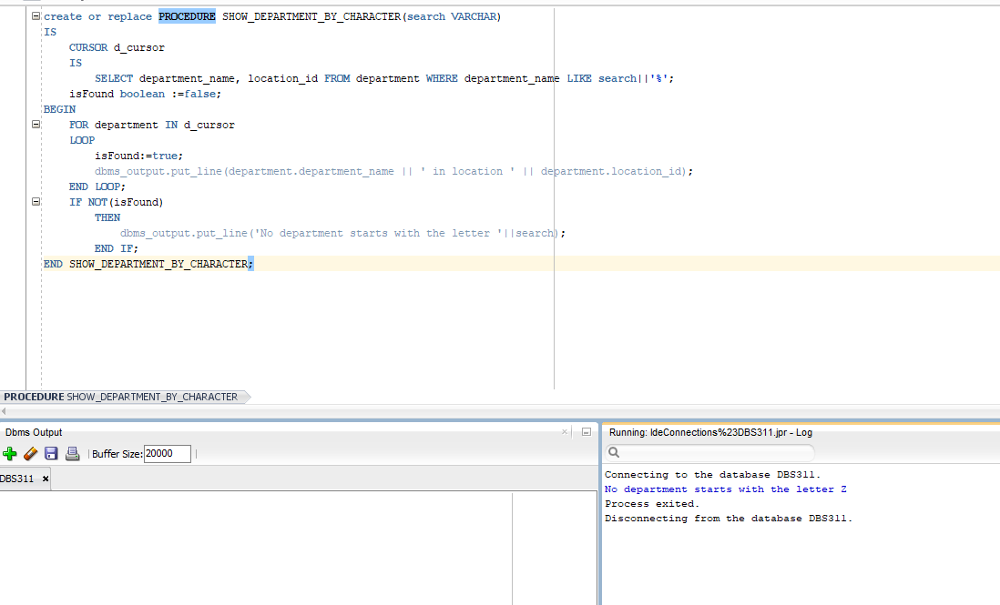 create or replace PROCEDURE SHOW_DEPARTMENT_BY_CHARACTER(search VARCHAR)
IS
CURSOR d_cursor
IS
SELECT department_name, location_id FROM department WHERE department_name LIKE search||'%';
isFound boolean :=false;
BEGIN
FOR department IN d_cursor
LOOP
isFound:=true;
dbms_output.put_line(department.department_name || ' in location ' || department.location_id);
END LOOP;
IF NOT(isFound)
THEN
dbms_output.put_line('No department starts with the letter '||search);
END IF;
END SHOW_DEPARTMENT_BY_CHARACTER;
PROCEDURE SHOW_DEPARTMENT_BY_CHARACTER
Dbms Output
Buffer Size: 20000
DBS311
Running: IdeConnections%23DBS311.jpr - Log
Connecting to the database DBS311.
No department starts with the letter Z
Process exited.
Disconnecting from the database DBS311.